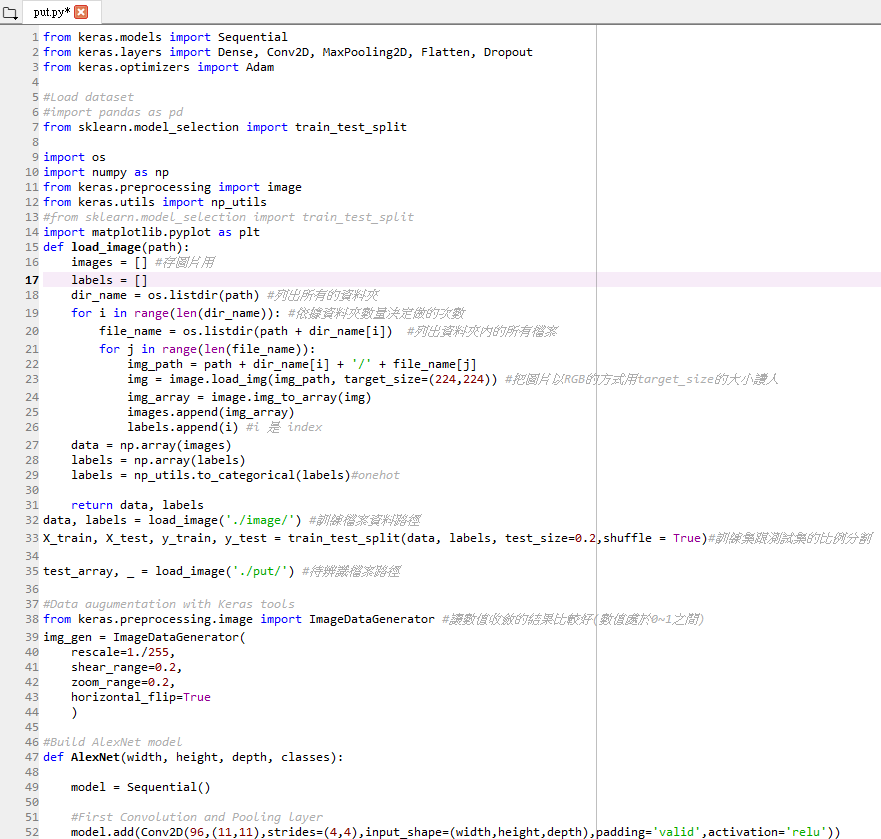 put.py*
1 from keras.models import Sequential
2 from keras.layers import Dense, Conv2D, MaxPooling2D, Flatten, Dropout
3 from keras.optimizers import Adam
4
5 #Load dataset
6 #import pandas as pd
7 from sklearn.model_selection import train_test_split
8
9 import os
10 import numpy as np
11 from keras.preprocessing import image
12 from keras.utils import np_utils
13 #from sklearn.model_selection import train_test_split
14 import matplotlib.pyplot as plt
15 def load_image(path):
16     images = [] #存圖片用
17     labels = []
18     dir_name = os.listdir(path) #列出所有的資料夾
19     for i in range(len(dir_name)): #依據資料夾數量決定做的次數
20         file_name = os.listdir(path + dir_name[i])  #列出資料夾內的所有檔案
21         for j in range(len(file_name)):
22             img_path = path + dir_name[i] + '/' + file_name[j]
23             img = image.load_img(img_path, target_size=(224,224)) #把圖片以RGB的方式用target_size的大小讀入
24             img_array = image.img_to_array(img)
25             images.append(img_array)
26             labels.append(i) #i 是 index
27     data = np.array(images)
28     labels = np.array(labels)
29     labels = np_utils.to_categorical(labels)#onehot
30
31     return data, labels
32 data, labels = load_image('./image/') #訓練檔案資料路徑
33 X_train, X_test, y_train, y_test = train_test_split(data, labels, test_size=0.2,shuffle = True)#訓練集跟測試集的比例分割
34
35 test_array, _ = load_image('./put/') #待辨識檔案路徑
36
37 #Data augumentation with Keras tools
38 from keras.preprocessing.image import ImageDataGenerator #讓數值收斂的結果比較好(數值處於0~1之間)
39 img_gen = ImageDataGenerator(
40     rescale=1./255,
41     shear_range=0.2,
42     zoom_range=0.2,
43     horizontal_flip=True
44     )
45
46 #Build AlexNet model
47 def AlexNet(width, height, depth, classes):
48
49     model = Sequential()
50
51     #First Convolution and Pooling layer
52     model.add(Conv2D(96,(11,11),strides=(4,4),input_shape=(width,height,depth),padding='valid',activation='relu'))